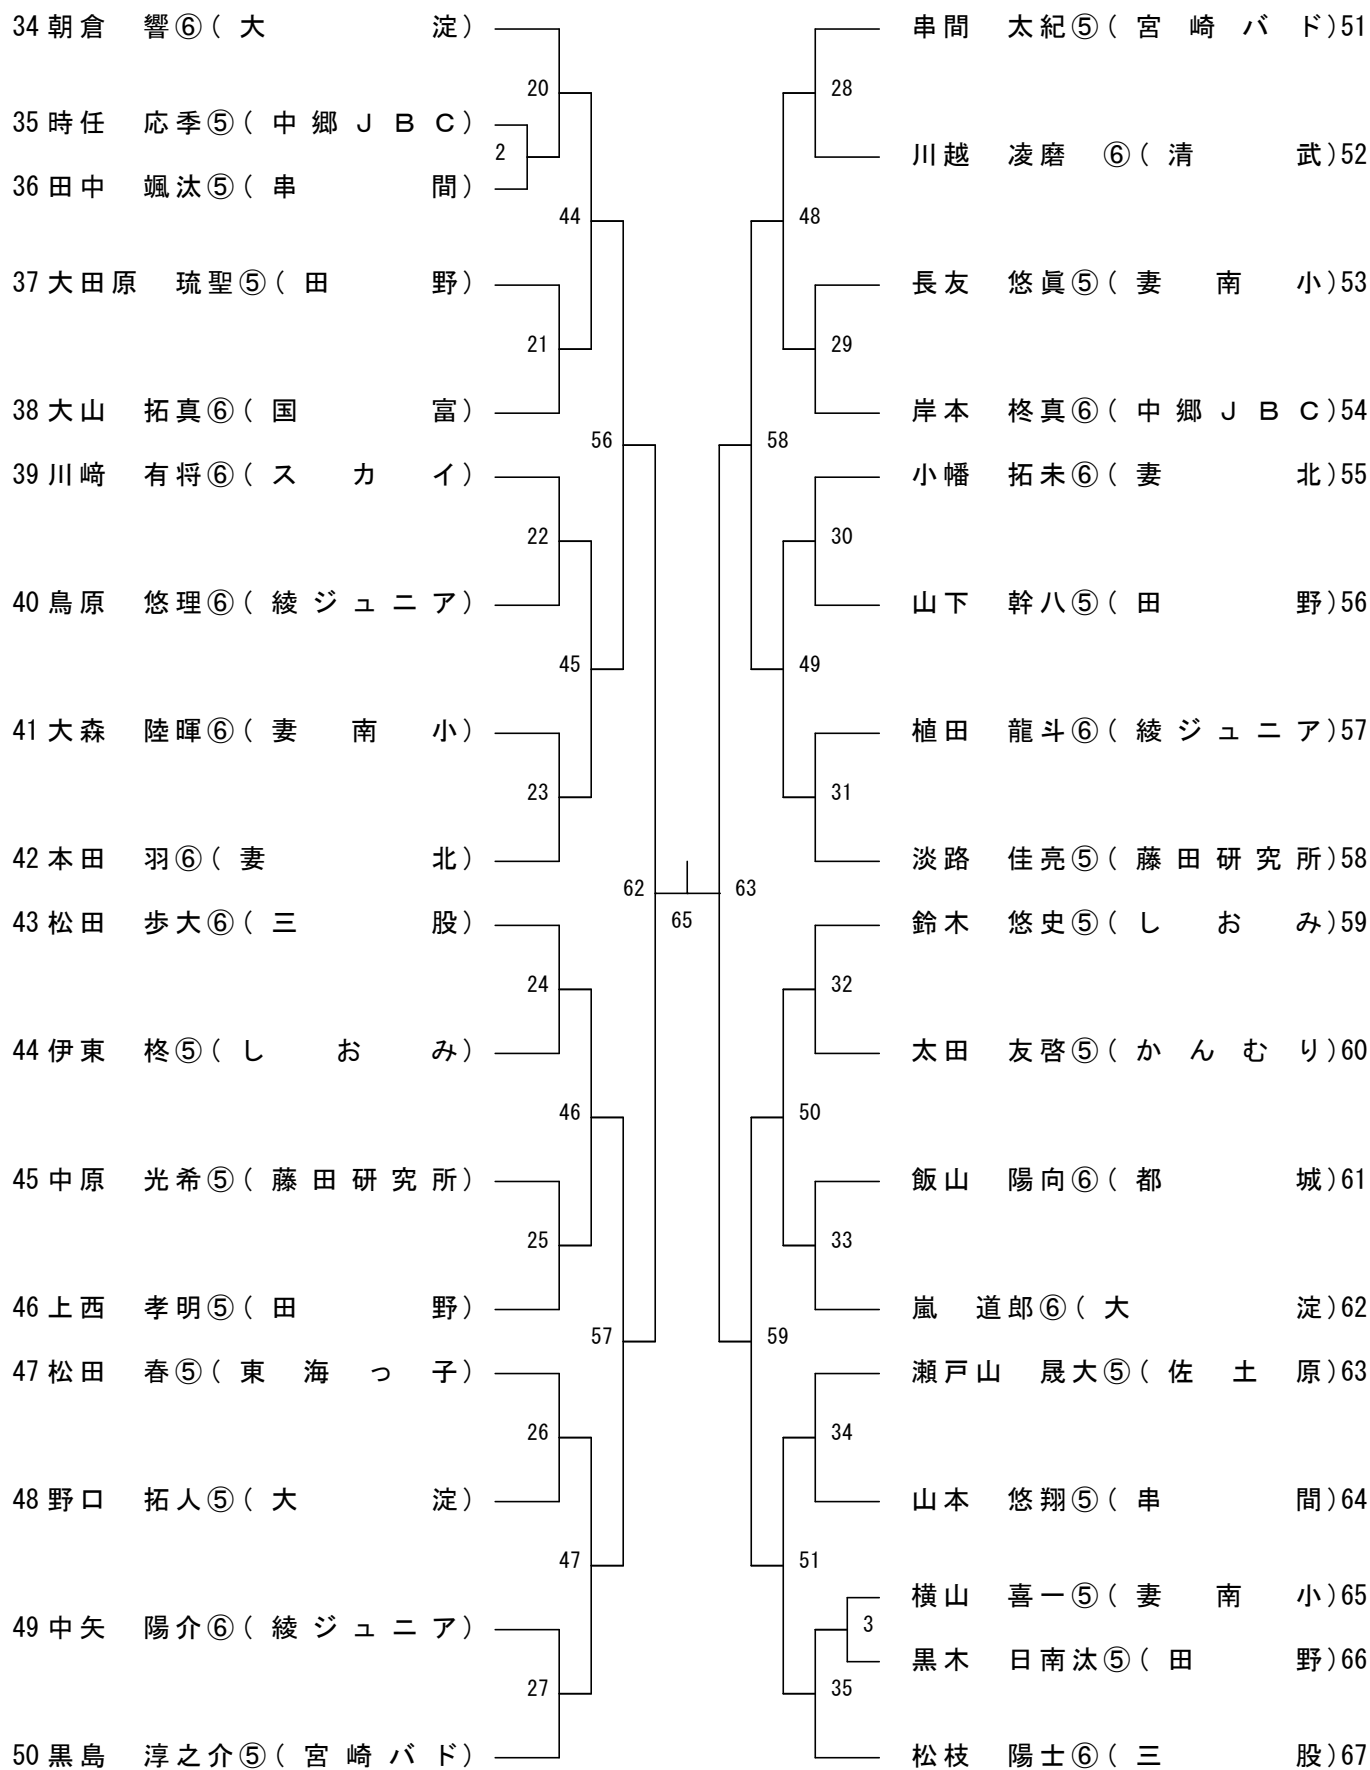 34 朝倉 響⑥(大 淀)
20
35 時任 応季⑤(中郷JBC)
2
36 田中 颯汰⑤(串 間)
44
37 大田原 琉聖⑤(田 野)
21
38 大山 拓真⑥(国 富)
56
39 川﨑 有将⑥(スカイ)
22
40 鳥原 悠理⑥(綾ジュニア)
45
41 大森 陸暉⑥(妻南小)
23
42 本田 羽⑥(妻 北)
62
43 松田 歩大⑥(三 股)
24
44 伊東 柊⑤(しおみ)
46
45 中原 光希⑤(藤田研究所)
25
46 上西 孝明⑤(田 野)
57
47 松田 春⑤(東海っ子)
26
48 野口 拓人⑤(大 淀)
47
49 中矢 陽介⑥(綾ジュニア)
27
50 黒島 淳之介⑤(宮崎バド)
65
串間 太紀⑤(宮崎バド)51
28
川越 凌磨 ⑥(清 武)52
48
長友 悠眞⑤(妻南小)53
29
岸本 柊真⑥(中郷JBC)54
58
小幡 拓未⑥(妻 北)55
30
山下 幹八⑤(田 野)56
49
植田 龍斗⑥(綾ジュニア)57
31
淡路 佳亮⑤(藤田研究所)58
63
鈴木 悠史⑤(しおみ)59
32
太田 友啓⑤(かんむり)60
50
飯山 陽向⑥(都 城)61
33
嵐 道郎⑥(大 淀)62
59
瀬戸山 晟大⑤(佐土原)63
34
山本 悠翔⑤(串 間)64
51
横山 喜一⑤(妻南小)65
3
黒木 日南汰⑤(田 野)66
35
松枝 陽士⑥(三 股)67